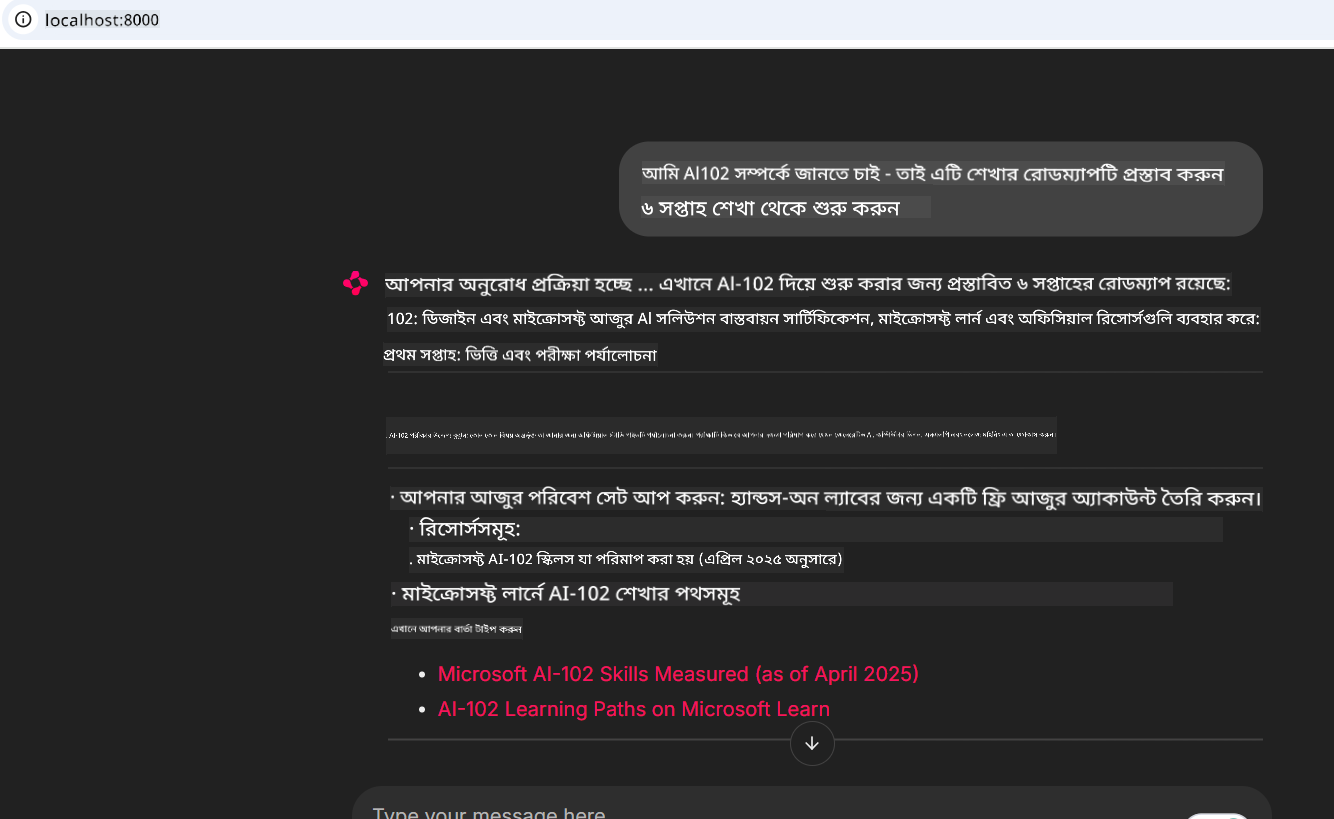 localhost:8000
আমি AI102 সম্পর্কে জানতে চাই - তাই এটি শেখার রোডম্যাপটি প্রস্তাব করুন
৬ সপ্তাহ শেখা থেকে শুরু করুন
আপনার অনুরোধ প্রক্রিয়া হচ্ছে ... এখানে AI-102 দিয়ে শুরু করার জন্য প্রস্তাবিত ৬ সপ্তাহের রোডম্যাপ রয়েছে:
102: ডিজাইন এবং মাইক্রোসফ্ট আজুর AI সলিউশন বাস্তবায়ন সার্টিফিকেশন, মাইক্রোসফ্ট লার্ন এবং অফিসিয়াল রিসোর্সগুলি ব্যবহার করে:
প্রথম সপ্তাহ: ভিত্তি এবং পরীক্ষা পর্যালোচনা
· আপনার আজুর পরিবেশ সেট আপ করুন: হ্যান্ডস-অন ল্যাবের জন্য একটি ফ্রি আজুর অ্যাকাউন্ট তৈরি করুন।
· রিসোর্সসমূহ:
. মাইক্রোসফ্ট AI-102 স্কিলস যা পরিমাপ করা হয় (এপ্রিল ২০২৫ অনুসারে)
· মাইক্রোসফ্ট লার্নে AI-102 শেখার পথসমূহ
এখানে আপনার বার্তা টাইপ করুন
• Microsoft AI-102 Skills Measured (as of April 2025)
• AI-102 Learning Paths on Microsoft Learn
Type your message here